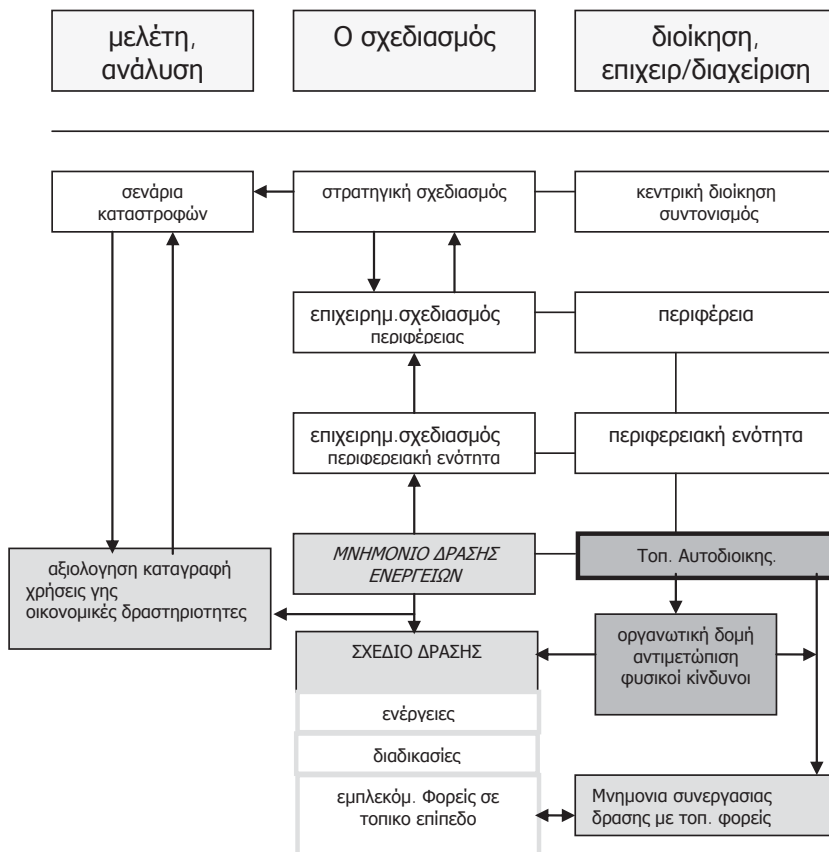 μελέτη,
ανάλυση
Ο σχεδιασμός
διοίκηση,
επιχειρ/διαχείριση
σενάρια
καταστροφών
στρατηγική σχεδιασμός
κεντρική διοίκηση
συντονισμός
επιχειρημ.σχεδιασμός
περιφέρειας
περιφέρεια
επιχειρημ.σχεδιασμός
περιφερειακή ενότητα
περιφερειακή ενότητα
αξιολογηση καταγραφή
χρήσεις γης
οικονομικές δραστηριοτητες
ΜΝΗΜΟΝΙΟ ΔΡΑΣΗΣ
ΕΝΕΡΓΕΙΩΝ
Τοπ. Αυτοδιοικης.
ΣΧΕΔΙΟ ΔΡΑΣΗΣ
οργανωτική δομή
αντιμετώπιση
φυσικοί κίνδυνοι
ενέργειες
διαδικασίες
εμπλεκόμ. Φορείς σε
τοπικο επίπεδο
Μνημονια συνεργασιας
δρασης με τοπ. φορείς